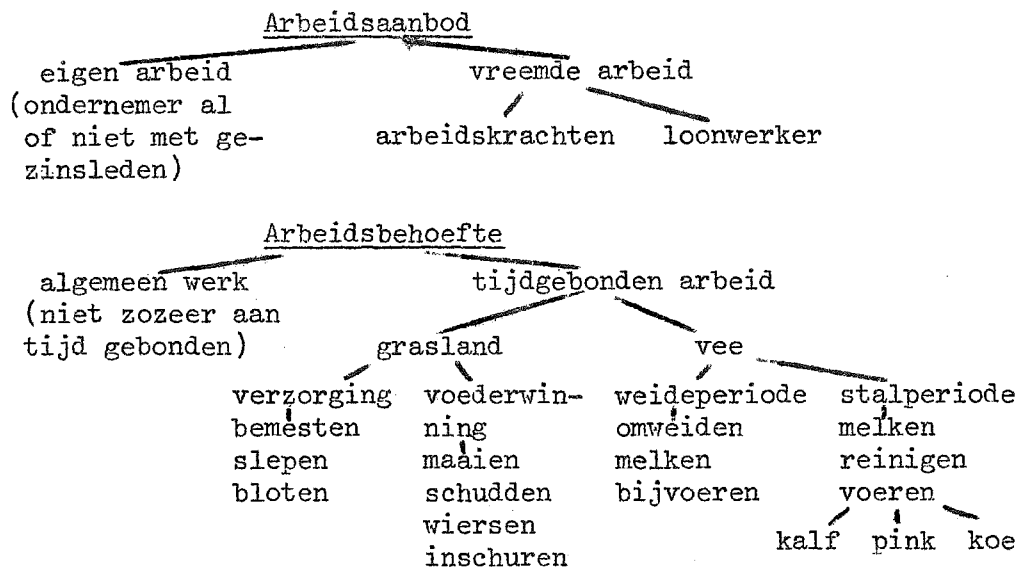 Arbeidsaanbod
eigen arbeid vreemde arbeid
(ondernemer al
of niet met ge- arbeidskrachten loonwerker
zinsleden)
Arbeidsbehoefte
algemeen werk tijdgebonden arbeid
(niet zozeer aan
tijd gebonden) grasland vee
verzorging voederwin- weideperiode stalperiode
bemesten ning omweiden melken
slepen maaien melken reinigen
bloten schudden bijvoeren voeren
wiersen
kalf pink koe
inschuren